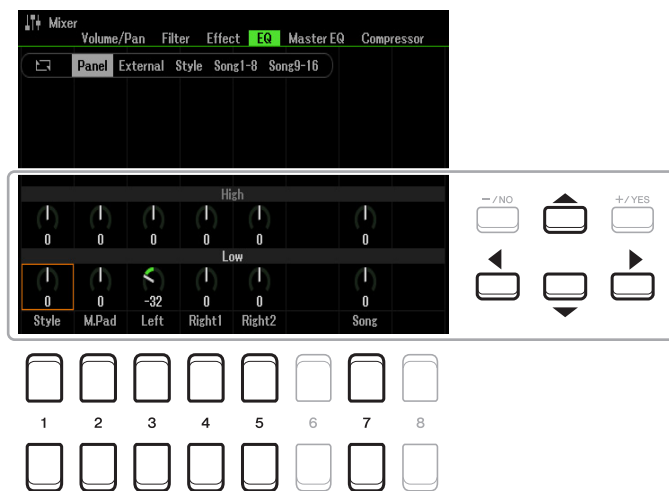 Mixer
Volume/Pan Filter Effect EQ Master EQ Compressor
Panel External Style Song1-8 Song9-16
High
0 0 0 0 0 0
Low
0 0 -32 0 0 0
Style M.Pad Left Right1 Right2 Song
-/NO +/YES
1 2 3 4 5 6 7 8